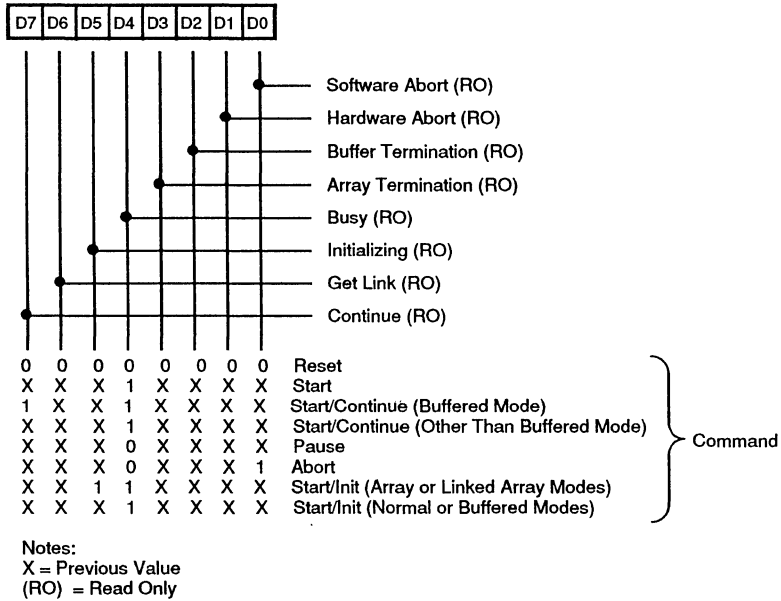 D7 D6 D5 D4 D3 D2 D1 D0
Software Abort (RO)
Hardware Abort (RO)
Buffer Termination (RO)
Array Termination (RO)
Busy (RO)
Initializing (RO)
Get Link (RO)
Continue (RO)
0 0 0 0 0 0 0 0 Reset
X X X 1 X X X X Start
1 X X 1 X X X X Start/Continue (Buffered Mode)
X X X 1 X X X X Start/Continue (Other Than Buffered Mode)
Command
X X X 0 X X X X Pause
X X X 0 X X X 1 Abort
X X 1 1 X X X X Start/Init (Array or Linked Array Modes)
X X X 1 X X X X Start/Init (Normal or Buffered Modes)
Notes:
X = Previous Value
(RO) = Read Only